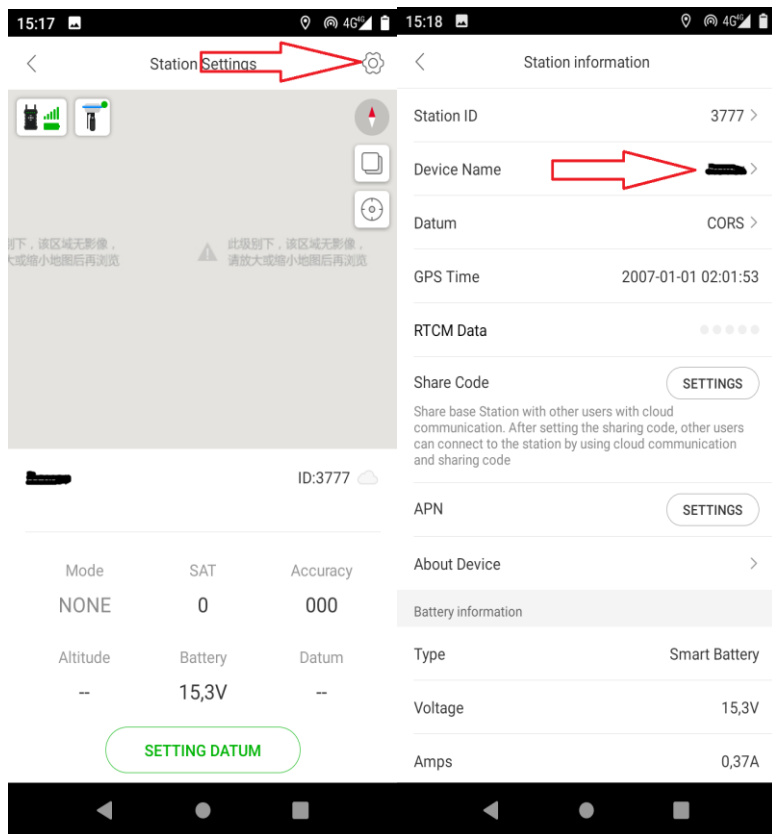 15:17
4G
Station Settings
别下，该区域无影像，
大或缩小地图后再浏览
此级别下，该区域无影像，
请放大或缩小地图后再浏览
ID:3777
Mode
SAT
Accuracy
NONE
0
000
Altitude
Battery
Datum
--
15,3V
--
SETTING DATUM
15:18
4G
Station information
Station ID
3777
Device Name
Datum
CORS
GPS Time
2007-01-01 02:01:53
RTCM Data
Share Code
SETTINGS
Share base Station with other users with cloud
communication. After setting the sharing code, other users
can connect to the station by using cloud communication
and sharing code
APN
SETTINGS
About Device
Battery information
Type
Smart Battery
Voltage
15,3V
Amps
0,37A